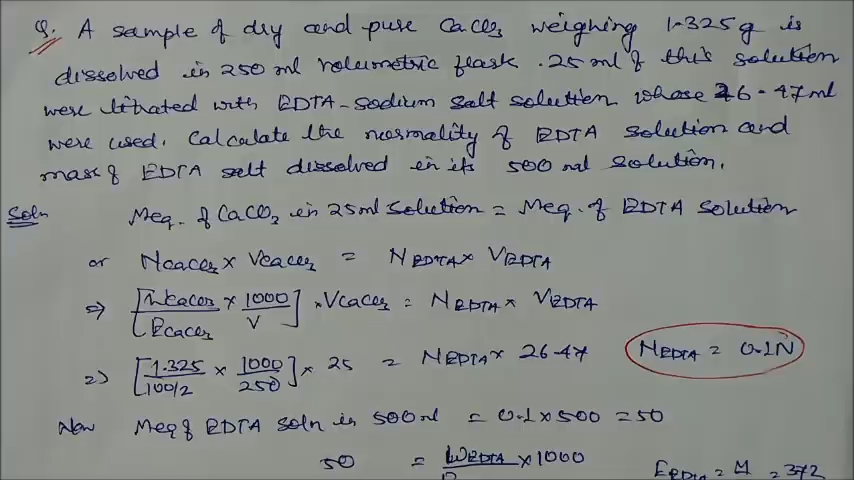 Q. A sample of dry and pure CaCO3 weighing 1.325g is
dissolved in 250 ml volumetric flask. 25 ml of this solution
were titrated with EDTA-Sodium salt solution whose 26-47 ml
were used. Calculate the normality of EDTA solution and
mass of EDTA salt dissolved in its 500 ml solution.
Soln Meq. of CaCO3 in 25 ml solution = Meq. of EDTA solution
or NCaCO3 × VCaCO3 = NEDTA × VEDTA
⇒ [WCaCO3/ECaCO3 × 1000/V] × VCaCO3 = NEDTA × VEDTA
⇒ [1.325/100/2 × 1000/250] × 25 = NEDTA × 26-47 NEDTA = 0.1N
Now Meq of EDTA soln in 500 ml = 0.1 × 500 = 50
50 = WEDTA × 1000 EEDTA = M = 372